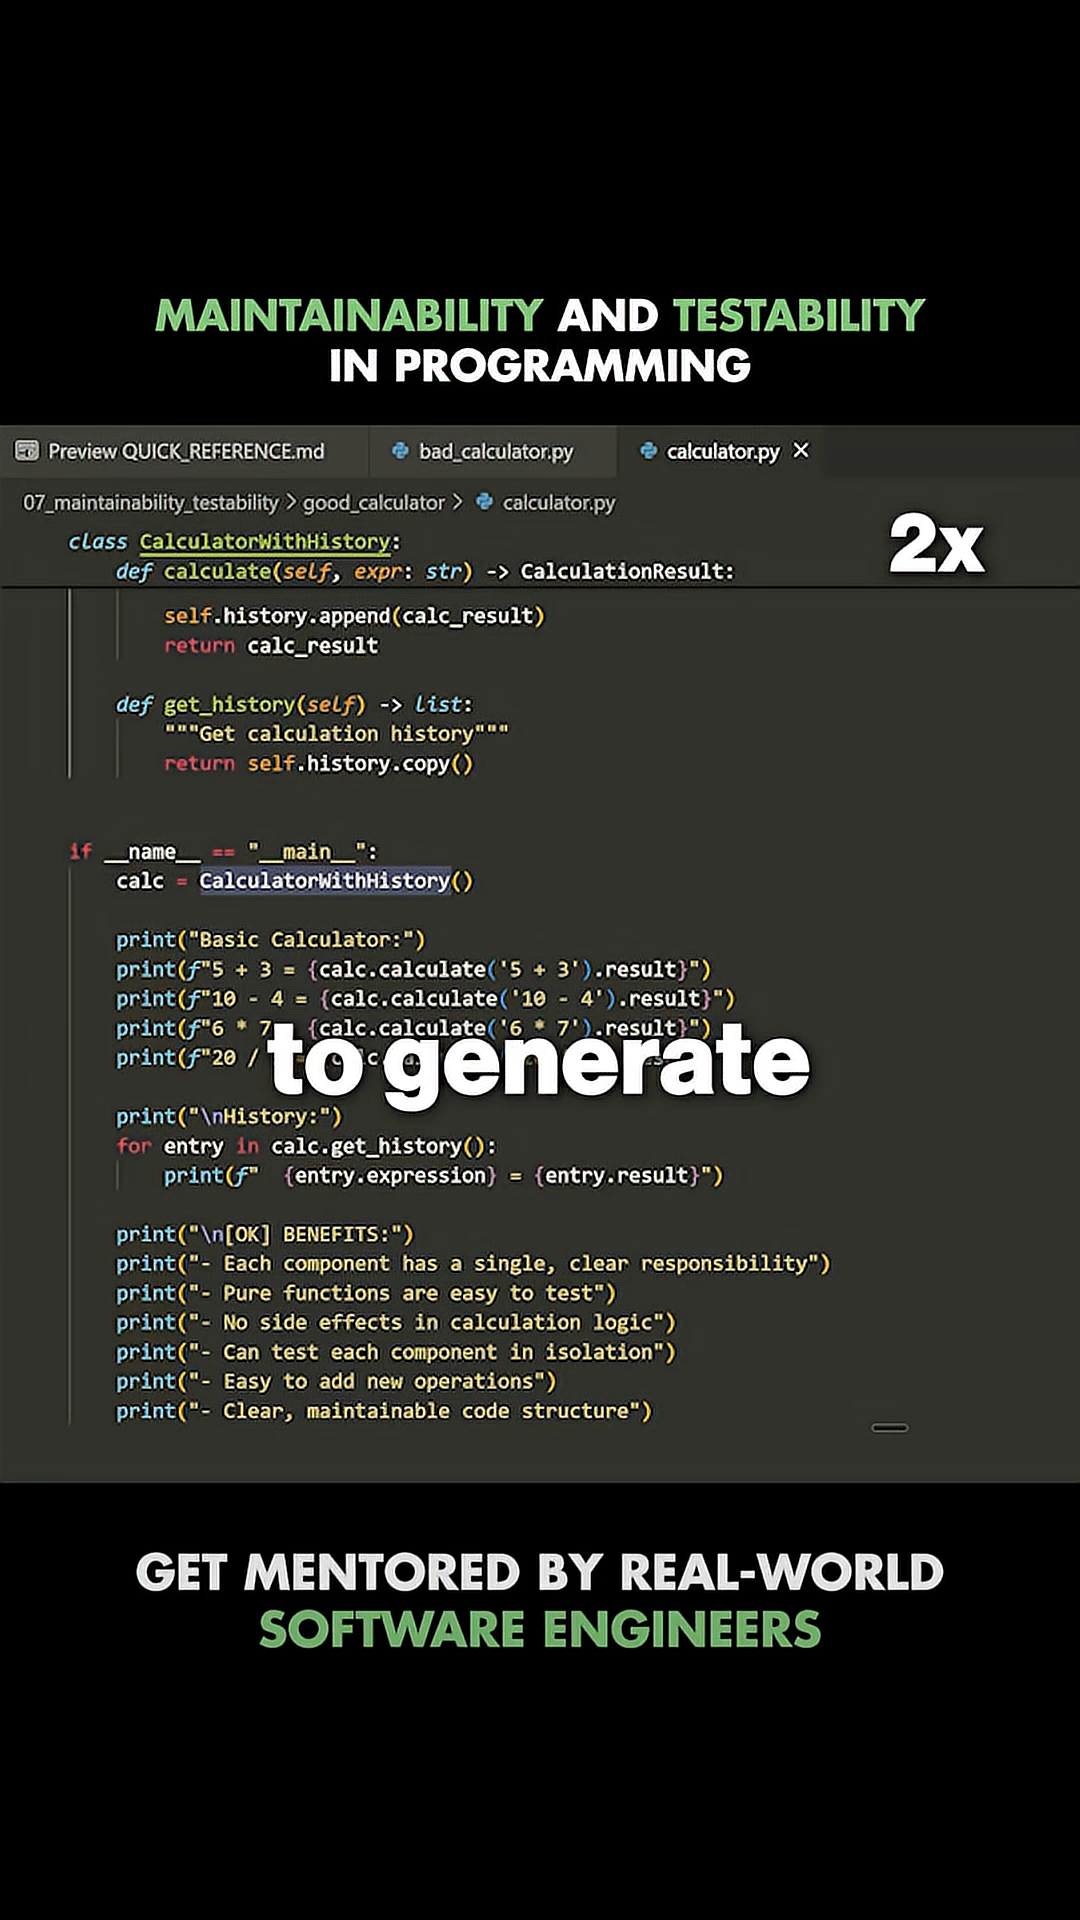 MAINTAINABILITY AND TESTABILITY
IN PROGRAMMING
Preview QUICK_REFERENCE.md
bad_calculator.py
calculator.py
07_maintainability_testability > good_calculator > calculator.py
2x
class CalculatorWithHistory:
def calculate(self, expr: str) -> CalculationResult:
self.history.append(calc_result)
return calc_result
def get_history(self) -> list:
"""Get calculation history"""
return self.history.copy()
if __name__ == "__main__":
calc = CalculatorWithHistory()
print("Basic Calculator:")
print(f"5 + 3 = {calc.calculate('5 + 3').result}")
print(f"10 - 4 = {calc.calculate('10 - 4').result}")
print(f"6 * 7 {calc.calculate('6 * 7').result}")
print(f"20 /
to generate
print("\nHistory:")
for entry in calc.get_history():
print(f"  {entry.expression} = {entry.result}")
print("\n[OK] BENEFITS:")
print("- Each component has a single, clear responsibility")
print("- Pure functions are easy to test")
print("- No side effects in calculation logic")
print("- Can test each component in isolation")
print("- Easy to add new operations")
print("- Clear, maintainable code structure")
GET MENTORED BY REAL-WORLD
SOFTWARE ENGINEERS